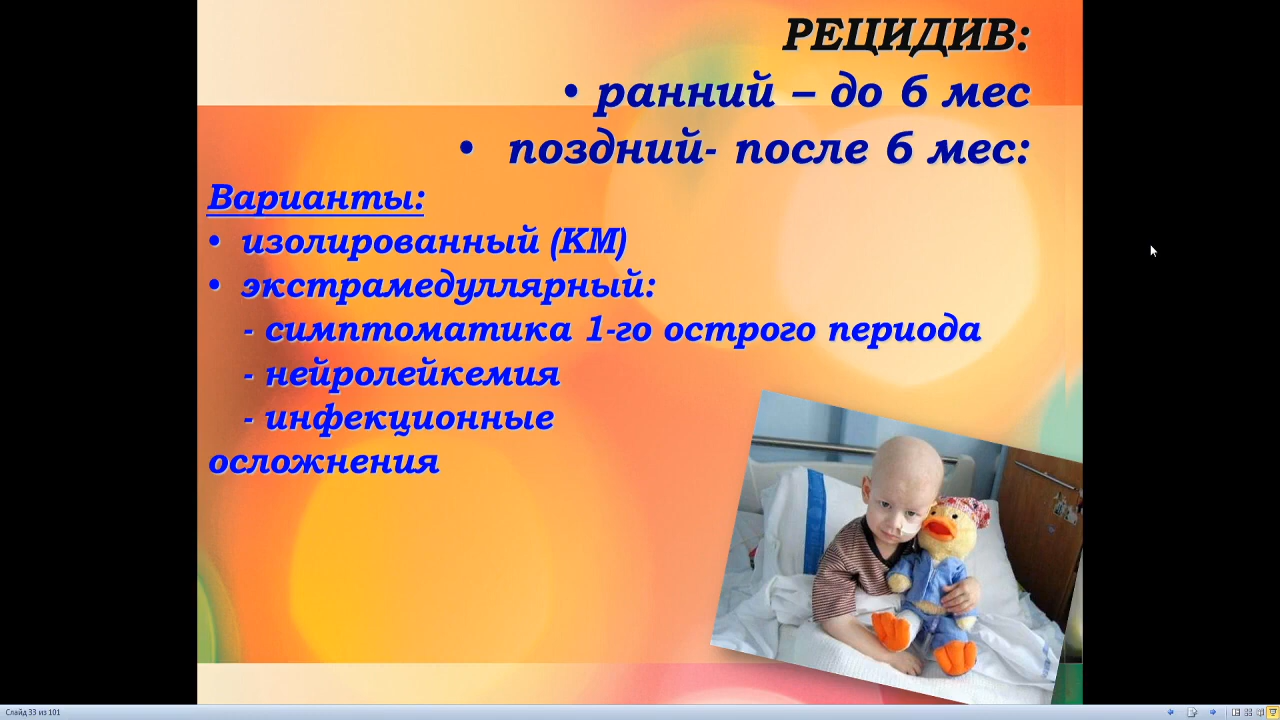 РЕЦИДИВ:
• ранний – до 6 мес
• поздний- после 6 мес:
Варианты:
• изолированный (КМ)
• экстрамедуллярный:
- симптоматика 1-го острого периода
- нейролейкемия
- инфекционные
осложнения
Слайд 33 из 101